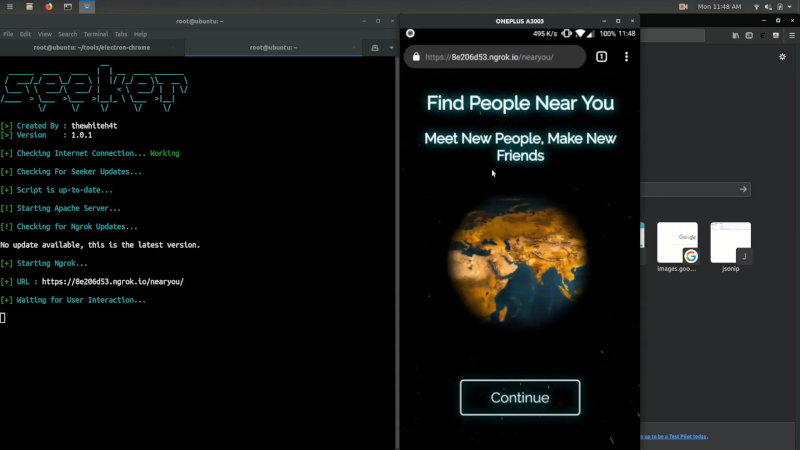 root@ubuntu: ~
ONEPLUS A3003
Mon 11:48 AM
File Edit View Search Terminal Tabs Help
root@ubuntu: ~/tools/electron-chrome
root@ubuntu: ~
seeker
[>] Created By : thewhiteh4t
[>] Version : 1.0.1
[+] Checking Internet Connection... Working
[+] Checking For Seeker Updates...
[+] Script is up-to-date...
[!] Starting Apache Server...
[!] Checking for Ngrok Updates...
No update available, this is the latest version.
[+] Starting Ngrok...
[+] URL : https://8e206d53.ngrok.io/nearyou/
[+] Waiting for User Interaction...
495 K/s 100% 11:48
https://8e206d53.ngrok.io/nearyou/
1
Find People Near You
Meet New People, Make New
Friends
Continue
Google
images.goo...
J
jsonip
up to be a Test Pilot today.